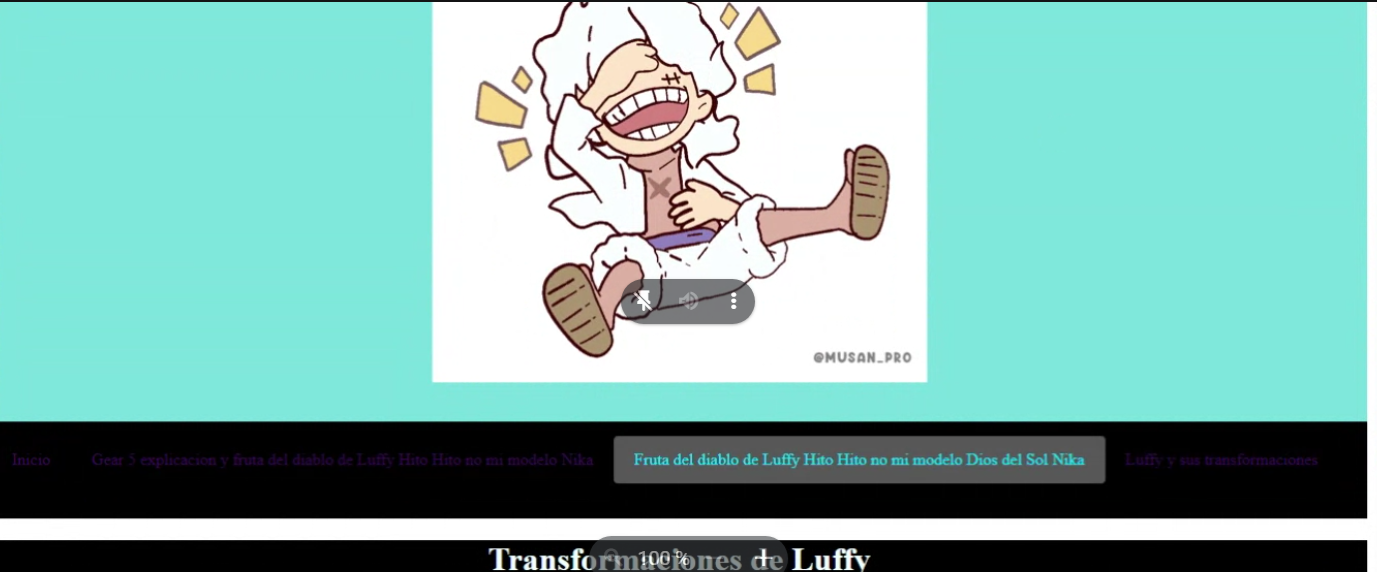 @MUSAN_PRO
Inicio
Gear 5 explicacion y fruta del diablo de Luffy Hito Hito no mi modelo Nika
Fruta del diablo de Luffy Hito Hito no mi modelo Dios del Sol Nika
Luffy y sus transformaciones
Transformaciones de Luffy
100 %